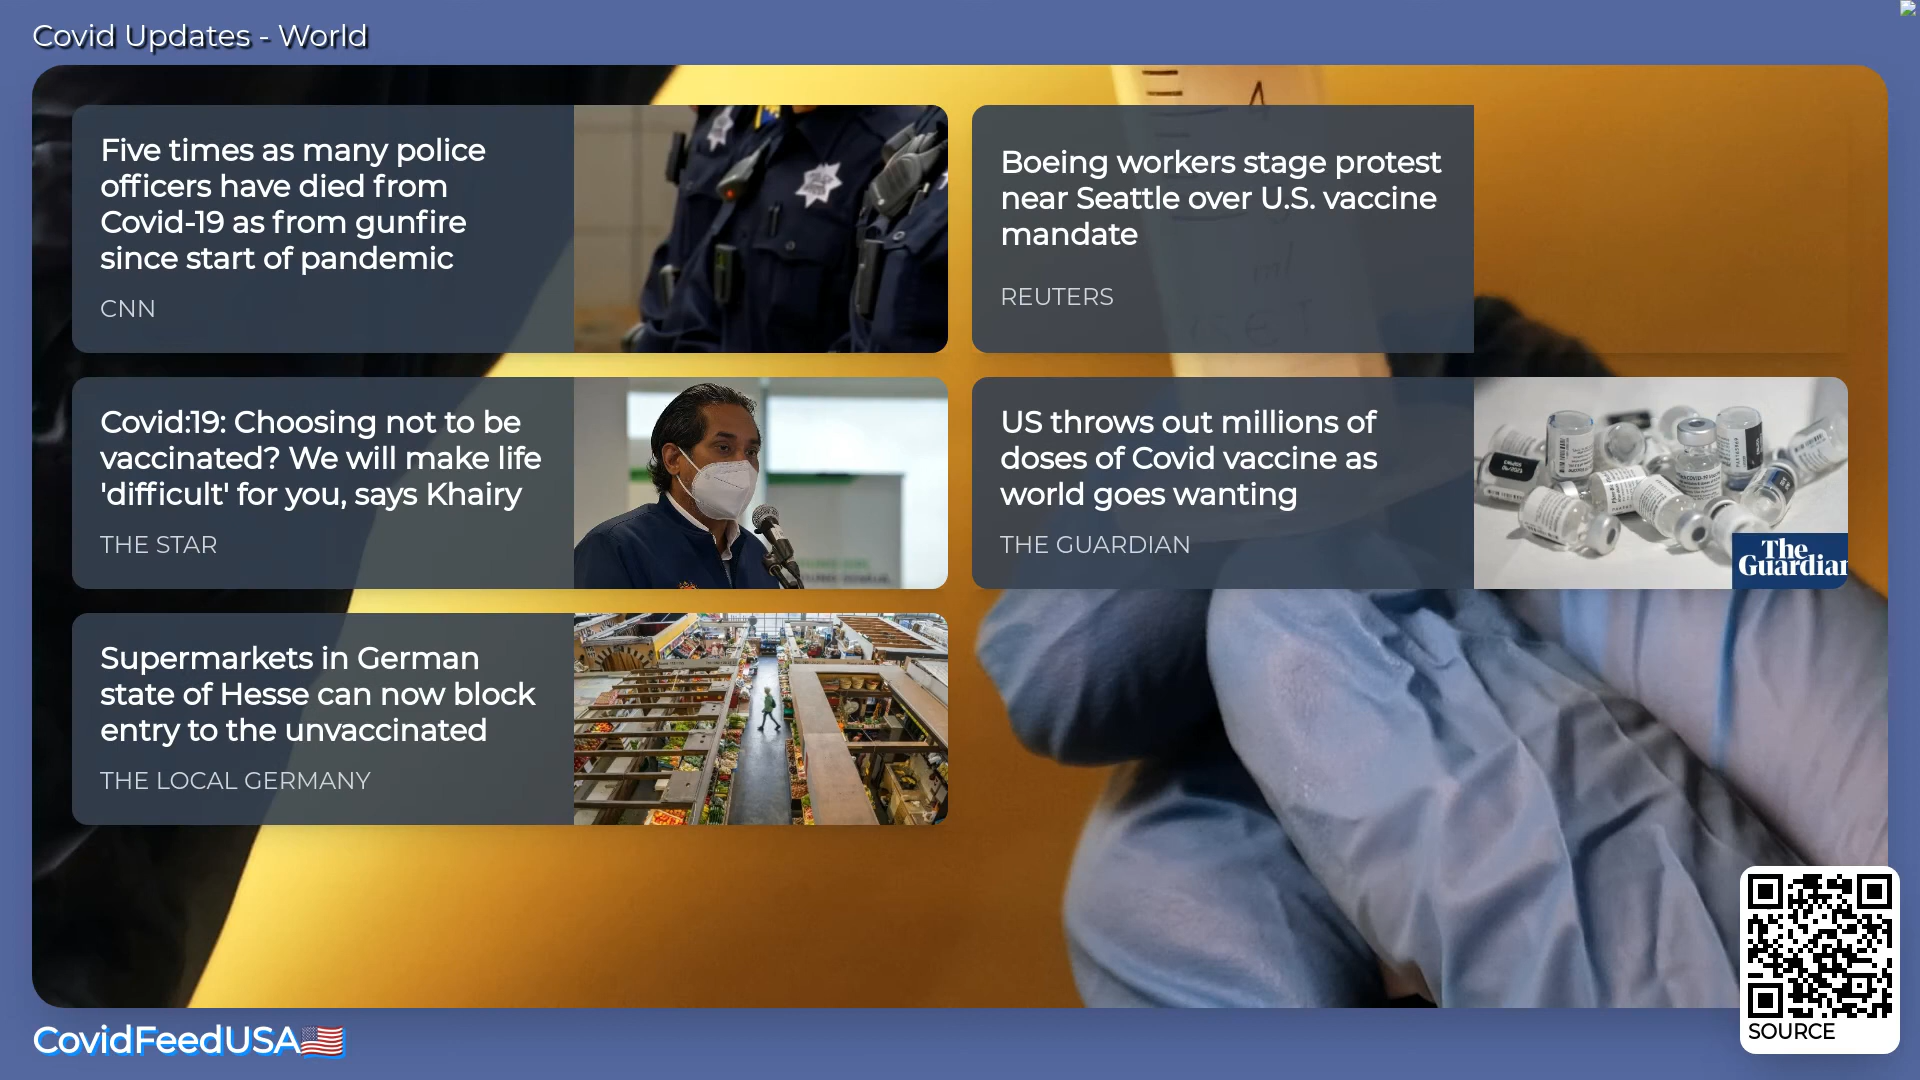 Covid Updates - World
Five times as many police
officers have died from
Covid-19 as from gunfire
since start of pandemic
CNN
Boeing workers stage protest
near Seattle over U.S. vaccine
mandate
REUTERS
Covid:19: Choosing not to be
vaccinated? We will make life
'difficult' for you, says Khairy
THE STAR
US throws out millions of
doses of Covid vaccine as
world goes wanting
THE GUARDIAN
The
Guardian
Supermarkets in German
state of Hesse can now block
entry to the unvaccinated
THE LOCAL GERMANY
4
CovidFeedUSA🇺🇸
SOURCE